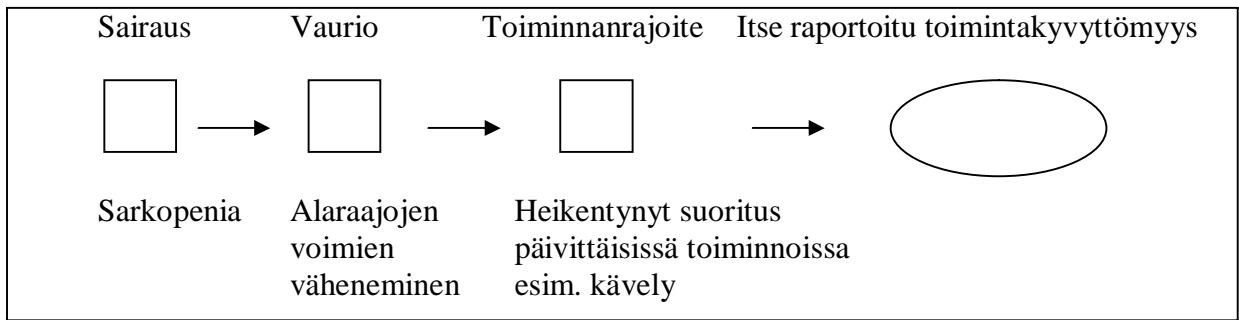 Sairaus Vaurio Toiminnanrajoite Itse raportoitu toimintakyvyttömyys
Sarkopenia Alaraajojen Heikentynyt suoritus
voimien päivittäisissä toiminnoissa
väheneminen esim. kävely